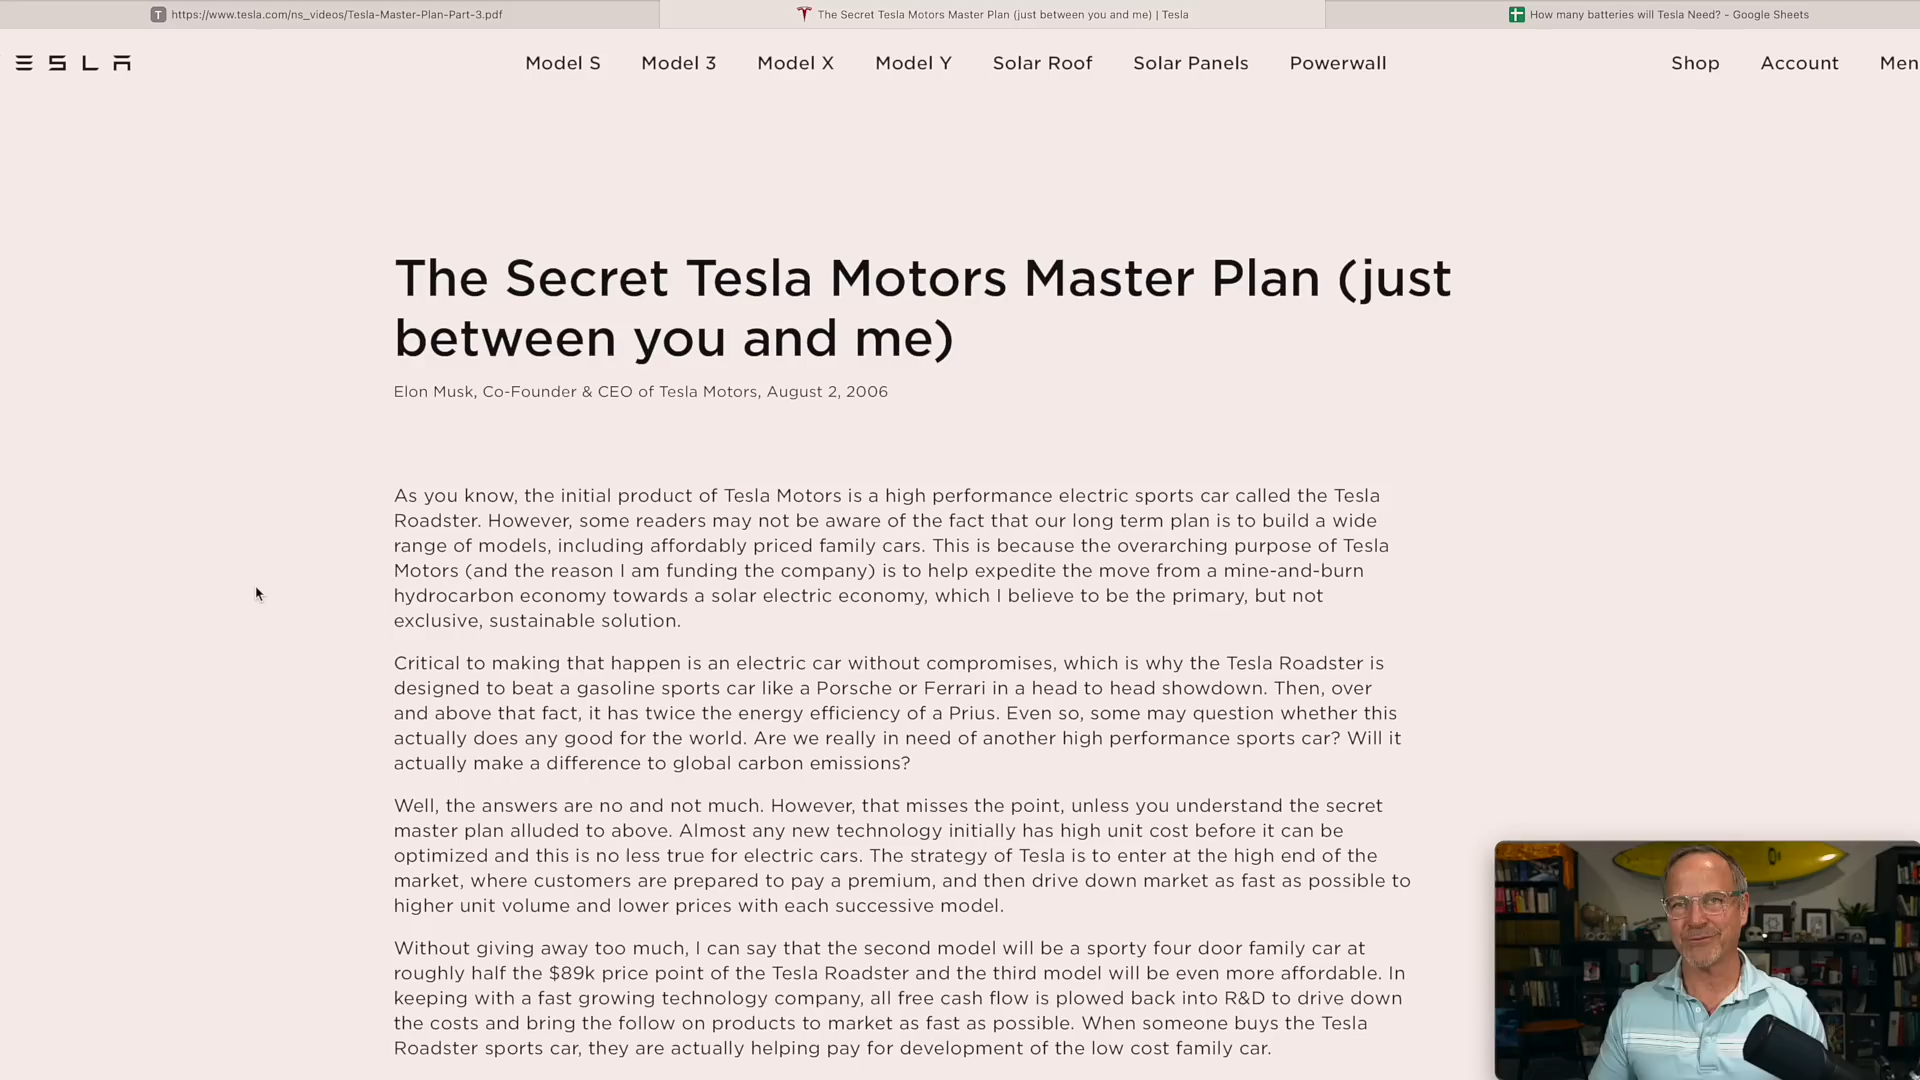 https://www.tesla.com/ns_videos/Tesla-Master-Plan-Part-3.pdf
The Secret Tesla Motors Master Plan (just between you and me) | Tesla
How many batteries will Tesla Need? - Google Sheets
ESLA
Model S
Model 3
Model X
Model Y
Solar Roof
Solar Panels
Powerwall
Shop
Account
Men
The Secret Tesla Motors Master Plan (just
between you and me)
Elon Musk, Co-Founder & CEO of Tesla Motors, August 2, 2006
As you know, the initial product of Tesla Motors is a high performance electric sports car called the Tesla
Roadster. However, some readers may not be aware of the fact that our long term plan is to build a wide
range of models, including affordably priced family cars. This is because the overarching purpose of Tesla
Motors (and the reason I am funding the company) is to help expedite the move from a mine-and-burn
hydrocarbon economy towards a solar electric economy, which I believe to be the primary, but not
exclusive, sustainable solution.
Critical to making that happen is an electric car without compromises, which is why the Tesla Roadster is
designed to beat a gasoline sports car like a Porsche or Ferrari in a head to head showdown. Then, over
and above that fact, it has twice the energy efficiency of a Prius. Even so, some may question whether this
actually does any good for the world. Are we really in need of another high performance sports car? Will it
actually make a difference to global carbon emissions?
Well, the answers are no and not much. However, that misses the point, unless you understand the secret
master plan alluded to above. Almost any new technology initially has high unit cost before it can be
optimized and this is no less true for electric cars. The strategy of Tesla is to enter at the high end of the
market, where customers are prepared to pay a premium, and then drive down market as fast as possible to
higher unit volume and lower prices with each successive model.
Without giving away too much, I can say that the second model will be a sporty four door family car at
roughly half the $89k price point of the Tesla Roadster and the third model will be even more affordable. In
keeping with a fast growing technology company, all free cash flow is plowed back into R&D to drive down
the costs and bring the follow on products to market as fast as possible. When someone buys the Tesla
Roadster sports car, they are actually helping pay for development of the low cost family car.